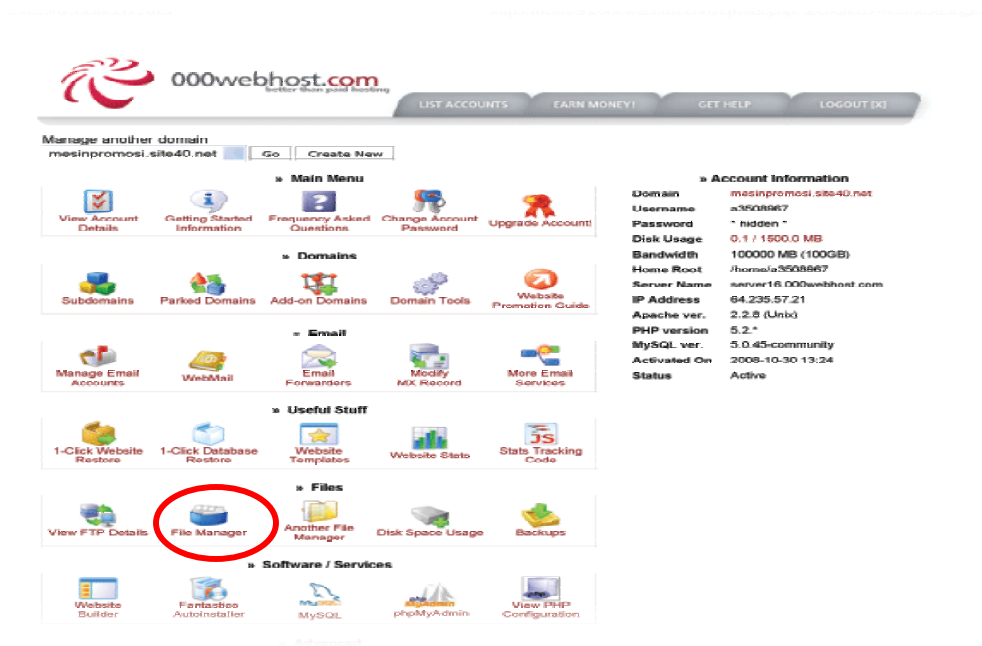 000webhost.com
better than paid hosting
LIST ACCOUNTS EARN MONEY! GET HELP LOGOUT [X]
Manage another domain
mesinpromosi.site40.net Go Create New
» Main Menu
View Account Details
Getting Started Information
Frequency Asked Questions
Change Account Password
Upgrade Account!
» Domains
Subdomains
Parked Domains
Add-on Domains
Domain Tools
Website Promotion Guide
» Email
Manage Email Accounts
WebMail
Email Forwarders
Modify MX Record
More Email Services
» Useful Stuff
1-Click Website Restore
1-Click Database Restore
Website Templates
Website Stats
JS
Stats Tracking Code
» Files
View FTP Details
File Manager
Another File Manager
Disk Space Usage
Backups
» Software / Services
Website Builder
Fantastico AutoInstaller
MySQL
phpMyAdmin
View PHP Configuration
» Account Information
Domain mesinpromosi.site40.net
Username a3508967
Password * hidden *
Disk Usage 0.1 / 1500.0 MB
Bandwidth 100000 MB (100GB)
Home Root /home/a3508967
Server Name server16.000webhost.com
IP Address 64.235.57.21
Apache ver. 2.2.8 (Unix)
PHP version 5.2.*
MySQL ver. 5.0.45-community
Activated On 2008-10-30 13:24
Status Active